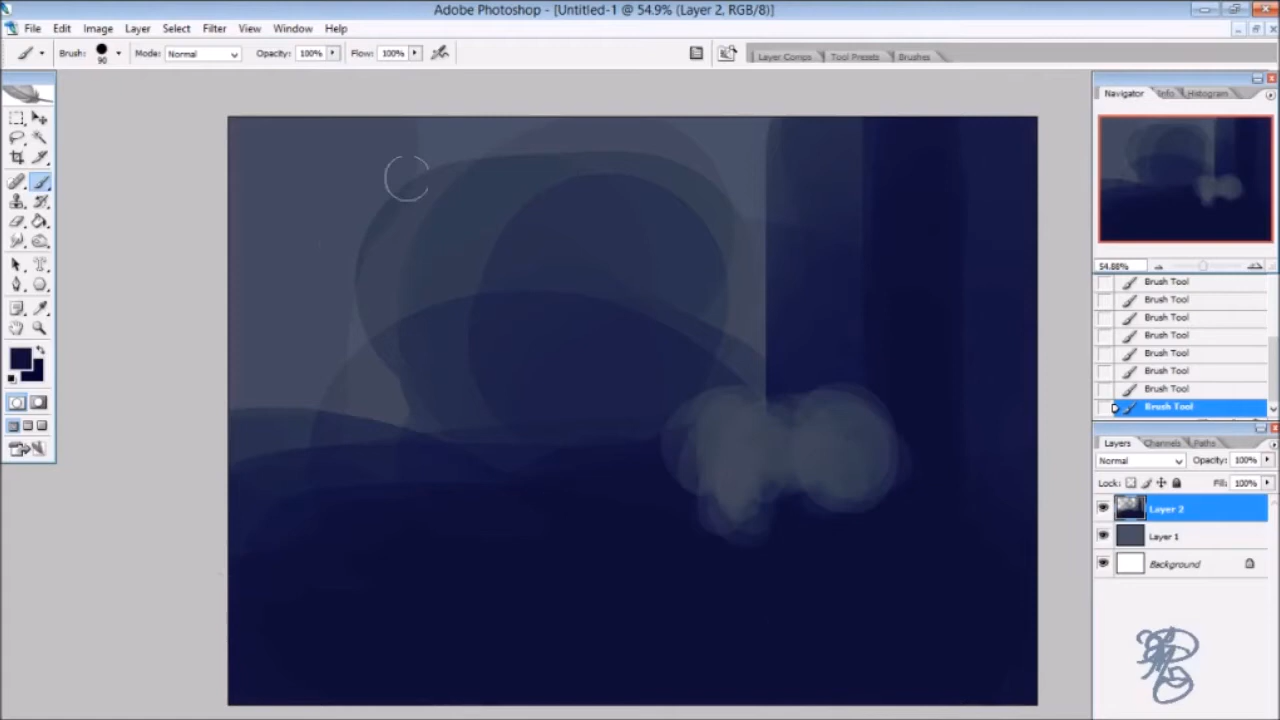 Adobe Photoshop - [Untitled-1 @ 54.9% (Layer 2, RGB/8)]
File Edit Image Layer Select Filter View Window Help
Brush: 90 Mode: Normal Opacity: 100% Flow: 100% Layer Comps Tool Presets Brushes
Navigator Info Histogram
54.88%
Brush Tool
Brush Tool
Brush Tool
Brush Tool
Brush Tool
Brush Tool
Brush Tool
Brush Tool
Layers Channels Paths
Normal Opacity: 100%
Lock: Fill: 100%
Layer 2
Layer 1
Background